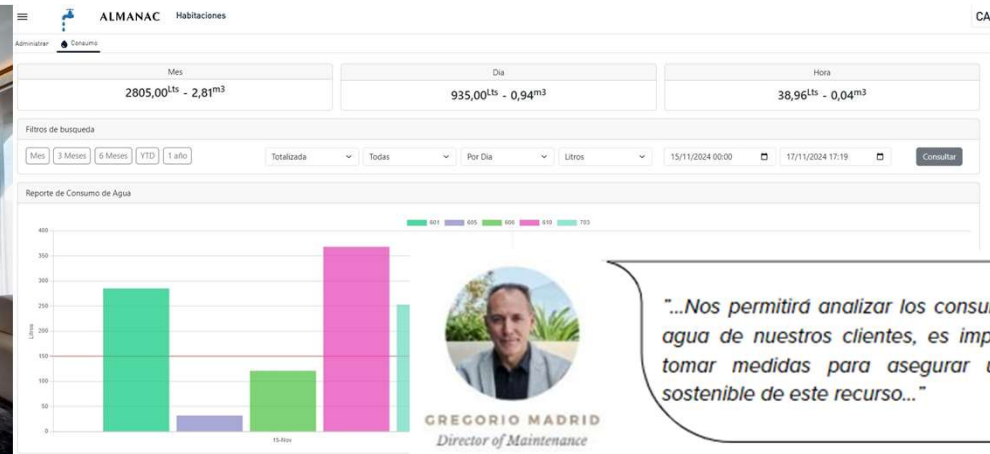 ALMANAC Habitaciones
CA
Administrar Consumo
Mes
2805,00Lts - 2,81m3
Dia
935,00Lts - 0,94m3
Hora
38,96Lts - 0,04m3
Filtros de busqueda
Mes 3 Meses 6 Meses YTD 1 año Totalizada Todas Por Dia Litros 15/11/2024 00:00 17/11/2024 17:19 Consultar
Reporte de Consumo de Agua
601 605 606 610 703
400
350
300
250
200
150
100
50
0
Litros
15-Nov
GREGORIO MADRID
Director of Maintenance
"...Nos permitirá analizar los consu
agua de nuestros clientes, es imp
tomar medidas para asegurar u
sostenible de este recurso..."